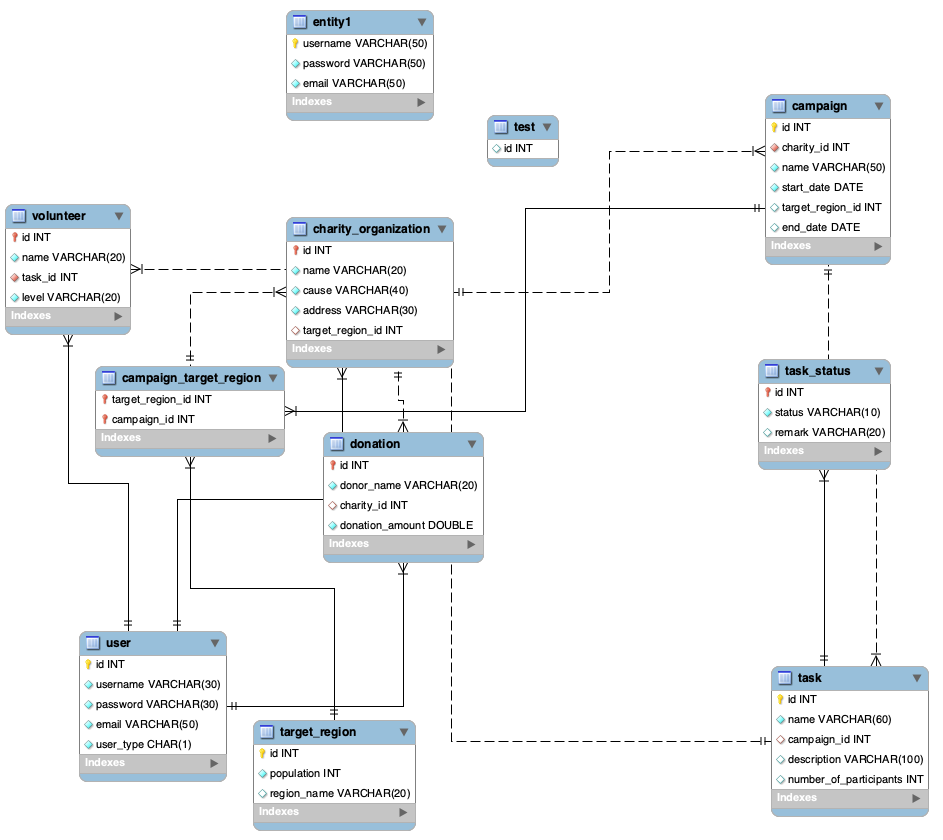 entity1
username VARCHAR(50)
password VARCHAR(50)
email VARCHAR(50)
Indexes
test
id INT
campaign
id INT
charity_id INT
name VARCHAR(50)
start_date DATE
target_region_id INT
end_date DATE
Indexes
volunteer
id INT
name VARCHAR(20)
task_id INT
level VARCHAR(20)
Indexes
charity_organization
id INT
name VARCHAR(20)
cause VARCHAR(40)
address VARCHAR(30)
target_region_id INT
Indexes
campaign_target_region
target_region_id INT
campaign_id INT
Indexes
task_status
id INT
status VARCHAR(10)
remark VARCHAR(20)
Indexes
donation
id INT
donor_name VARCHAR(20)
charity_id INT
donation_amount DOUBLE
Indexes
user
id INT
username VARCHAR(30)
password VARCHAR(30)
email VARCHAR(50)
user_type CHAR(1)
Indexes
target_region
id INT
population INT
region_name VARCHAR(20)
Indexes
task
id INT
name VARCHAR(60)
campaign_id INT
description VARCHAR(100)
number_of_participants INT
Indexes